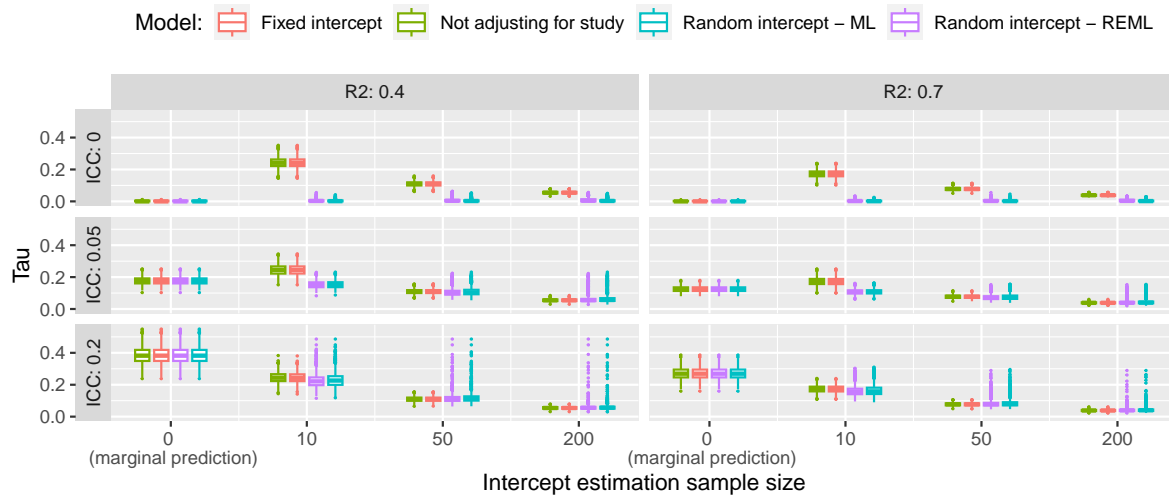 Model: Fixed intercept Not adjusting for study Random intercept – ML Random intercept – REML
R2: 0.4 R2: 0.7
Tau
ICC: 0
0.4
0.2
0.0
ICC: 0.05
0.4
0.2
0.0
ICC: 0.2
0.4
0.2
0.0
0 10 50 200 0 10 50 200
(marginal prediction) (marginal prediction)
Intercept estimation sample size